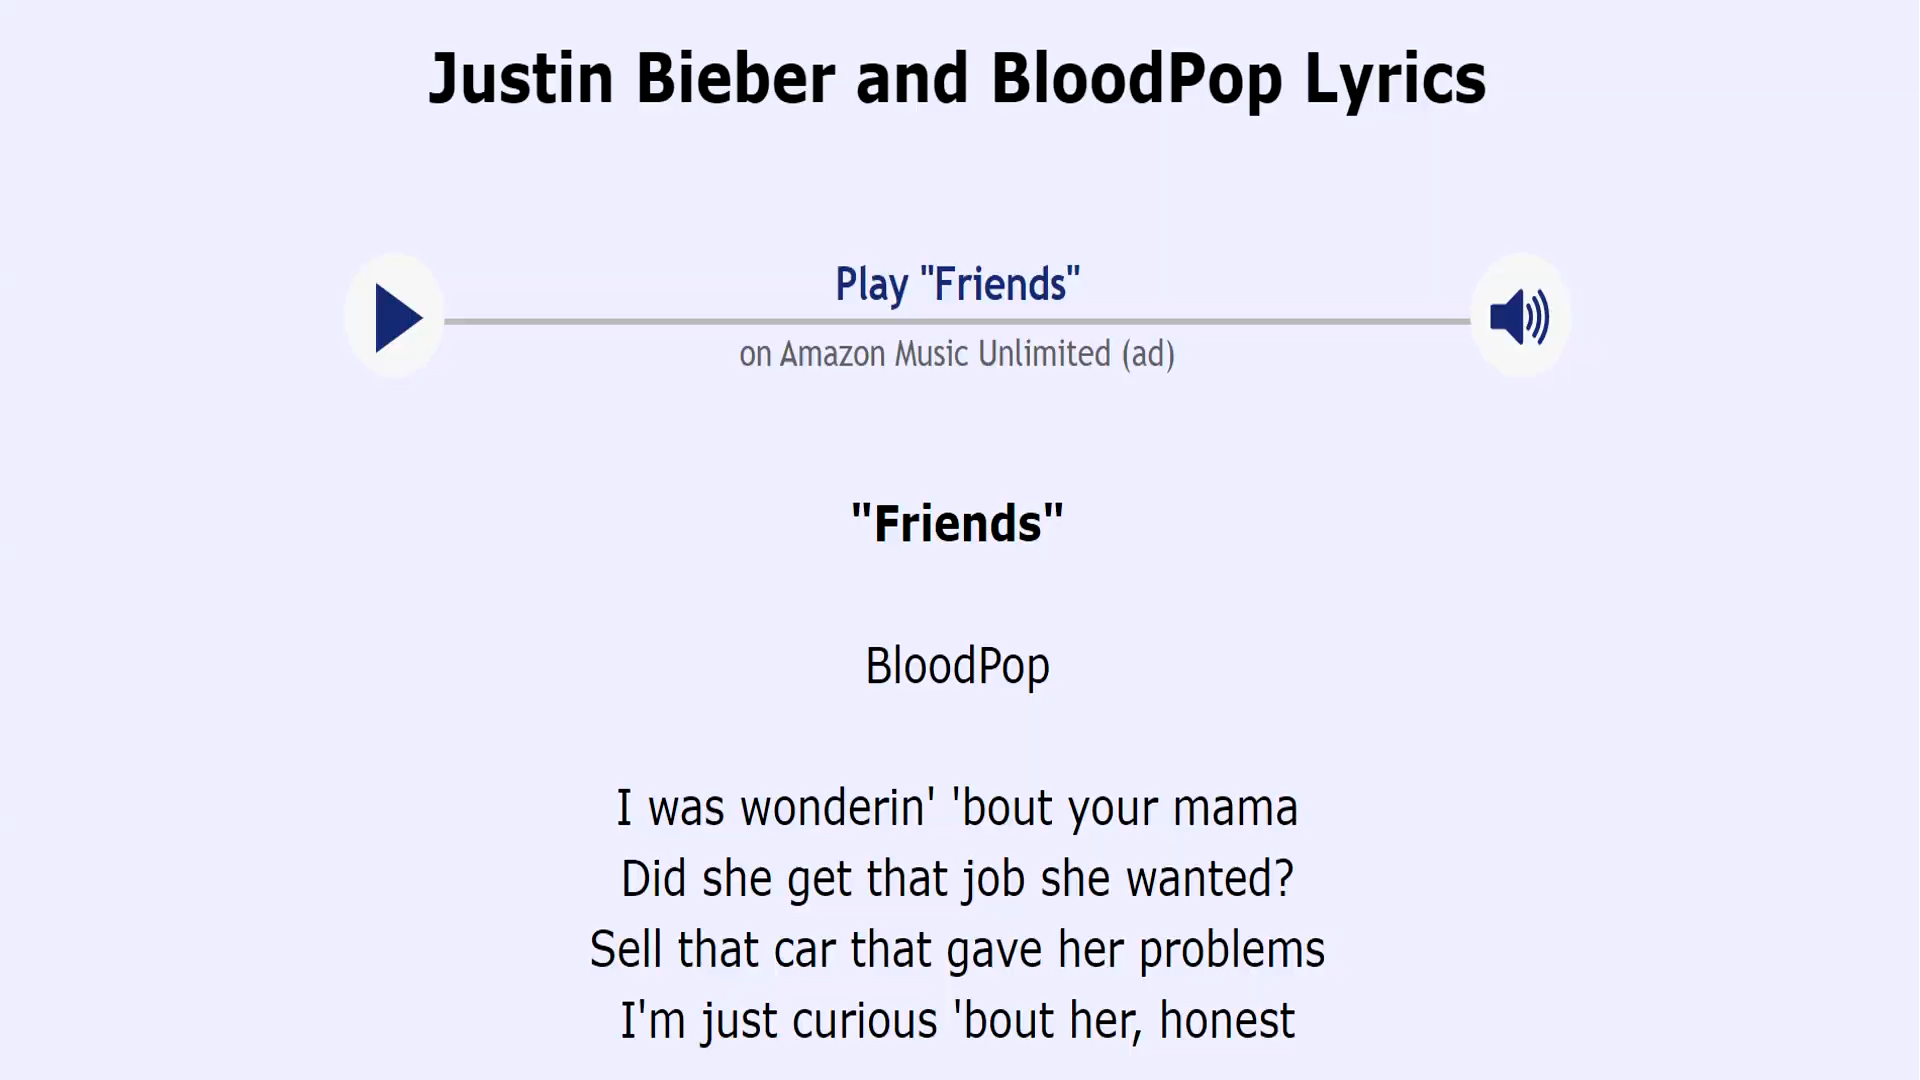 Justin Bieber and BloodPop Lyrics
Play "Friends"
on Amazon Music Unlimited (ad)
"Friends"
BloodPop
I was wonderin' 'bout your mama
Did she get that job she wanted?
Sell that car that gave her problems
I'm just curious 'bout her, honest